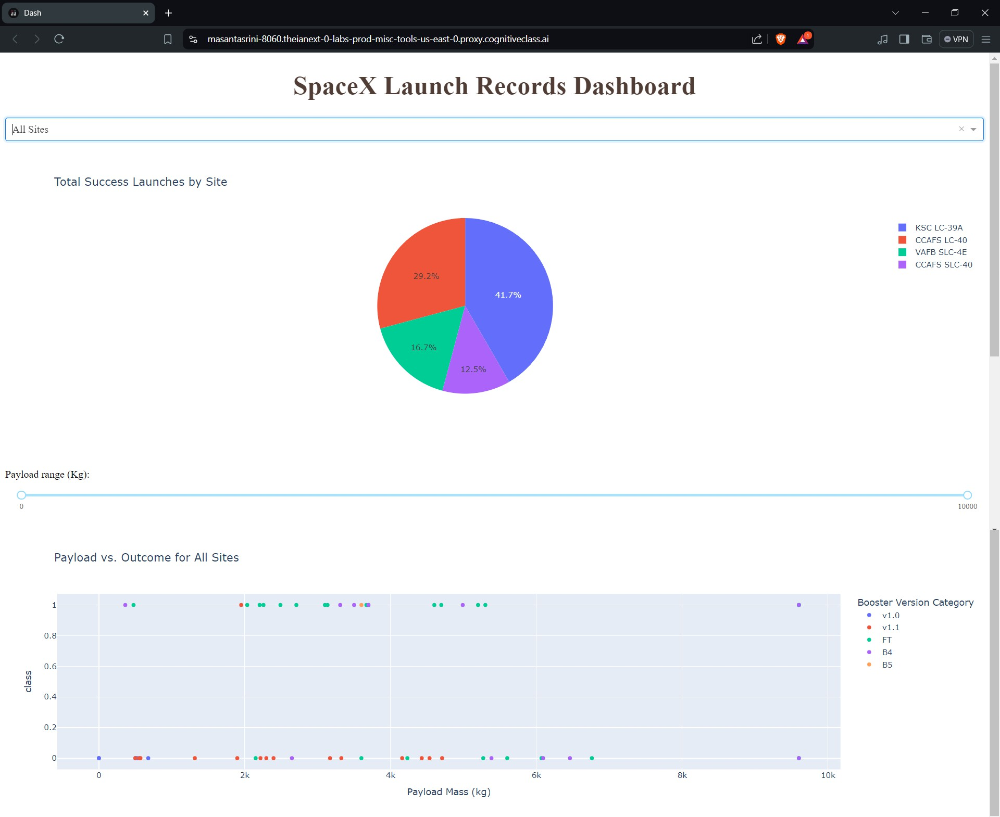 Dash
masantasrini-8060.theianext-0-labs-prod-misc-tools-us-east-0.proxy.cognitiveclass.ai
1
VPN
SpaceX Launch Records Dashboard
All Sites
Total Success Launches by Site
KSC LC-39A
CCAFS LC-40
VAFB SLC-4E
CCAFS SLC-40
29.2%
41.7%
16.7%
12.5%
Payload range (Kg):
0
10000
Payload vs. Outcome for All Sites
Booster Version Category
v1.0
v1.1
FT
B4
B5
1
0.8
0.6
0.4
0.2
0
class
0
2k
4k
6k
8k
10k
Payload Mass (kg)